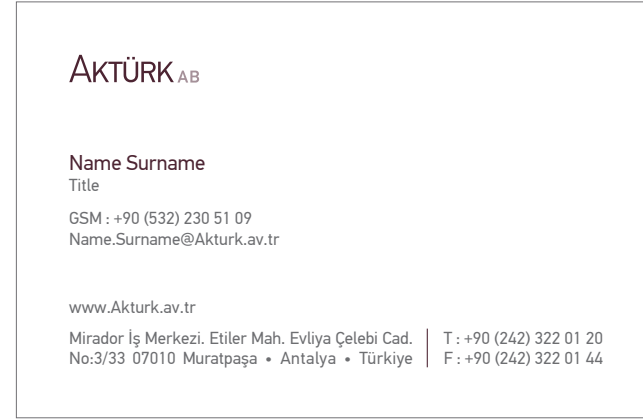 AKTÜRK AB
Name Surname
Title
GSM : +90 (532) 230 51 09
Name.Surname@Akturk.av.tr
www.Akturk.av.tr
Mirador İş Merkezi. Etiler Mah. Evliya Çelebi Cad. | T : +90 (242) 322 01 20
No:3/33 07010 Muratpaşa • Antalya • Türkiye | F : +90 (242) 322 01 44